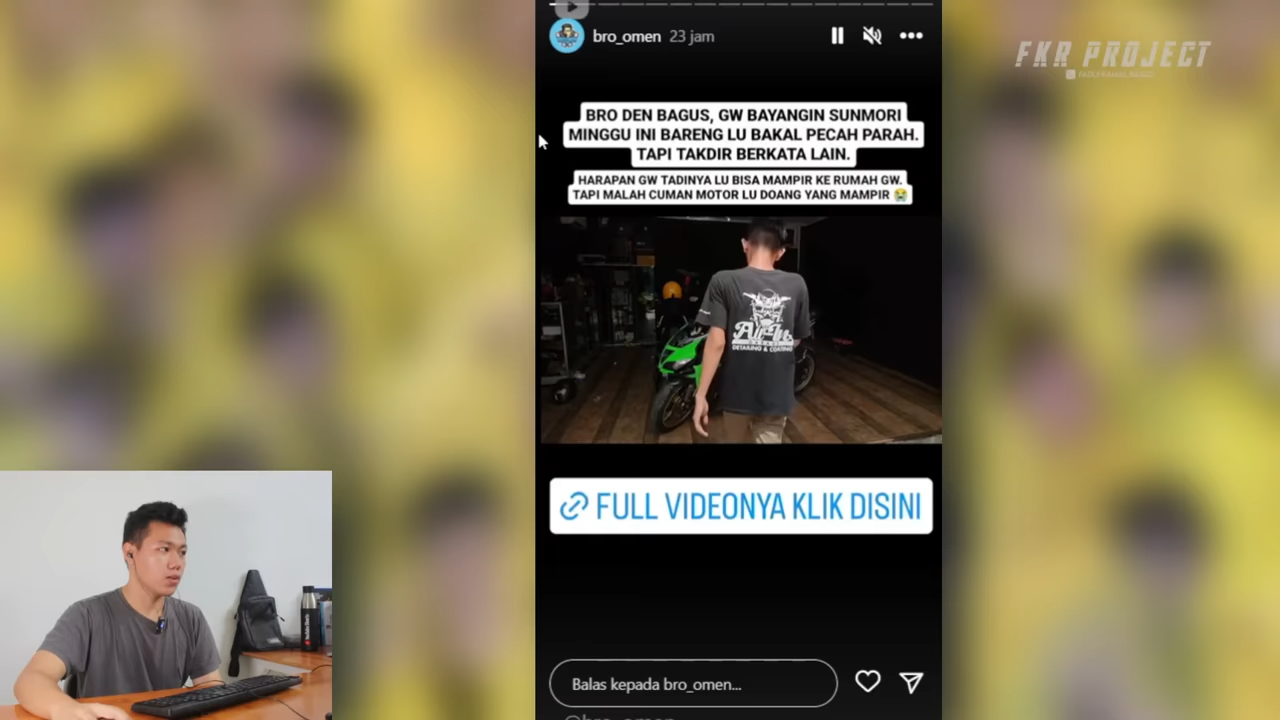 bro_omen 23 jam
FKR PROJECT
BRO DEN BAGUS, GW BAYANGIN SUNMORI
MINGGU INI BARENG LU BAKAL PECAH PARAH.
TAPI TAKDIR BERKATA LAIN.
HARAPAN GW TADINYA LU BISA MAMPIR KE RUMAH GW.
TAPI MALAH CUMAN MOTOR LU DOANG YANG MAMPIR 😭
DETAILING & COATING
FULL VIDEONYA KLIK DISINI
Balas kepada bro_omen...